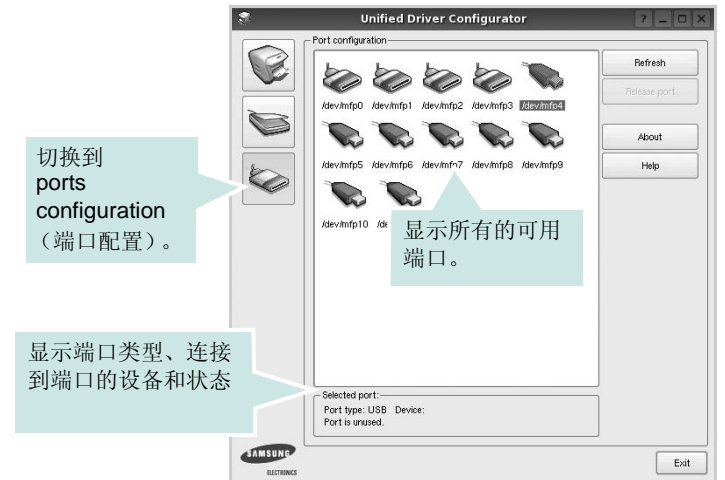 Unified Driver Configurator
Port configuration
/dev/mfp0 /dev/mfp1 /dev/mfp2 /dev/mfp3 /dev/mfp4
/dev/mfp5 /dev/mfp6 /dev/mfp7 /dev/mfp8 /dev/mfp9
/dev/mfp10
Refresh
Release port
About
Help
切换到
ports
configuration
（端口配置）。
显示所有的可用
端口。
显示端口类型、连接
到端口的设备和状态
Selected port:
Port type: USB Device:
Port is unused.
SAMSUNG
ELECTRONICS
Exit